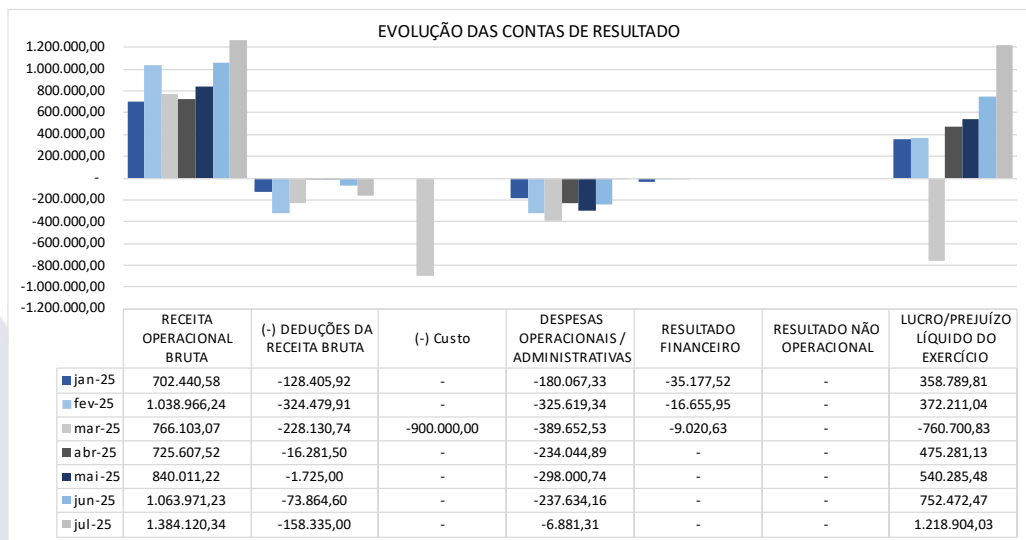 EVOLUÇÃO DAS CONTAS DE RESULTADO
1.200.000,00
1.000.000,00
800.000,00
600.000,00
400.000,00
200.000,00
-
-200.000,00
-400.000,00
-600.000,00
-800.000,00
-1.000.000,00
-1.200.000,00
RECEITA OPERACIONAL BRUTA (-) DEDUÇÕES DA RECEITA BRUTA (-) Custo DESPESAS OPERACIONAIS / ADMINISTRATIVAS RESULTADO FINANCEIRO RESULTADO NÃO OPERACIONAL LUCRO/PREJUÍZO LÍQUIDO DO EXERCÍCIO
jan-25 702.440,58 -128.405,92 - -180.067,33 -35.177,52 - 358.789,81
fev-25 1.038.966,24 -324.479,91 - -325.619,34 -16.655,95 - 372.211,04
mar-25 766.103,07 -228.130,74 -900.000,00 -389.652,53 -9.020,63 - -760.700,83
abr-25 725.607,52 -16.281,50 - -234.044,89 - - 475.281,13
mai-25 840.011,22 -1.725,00 - -298.000,74 - - 540.285,48
jun-25 1.063.971,23 -73.864,60 - -237.634,16 - - 752.472,47
jul-25 1.384.120,34 -158.335,00 - -6.881,31 - - 1.218.904,03